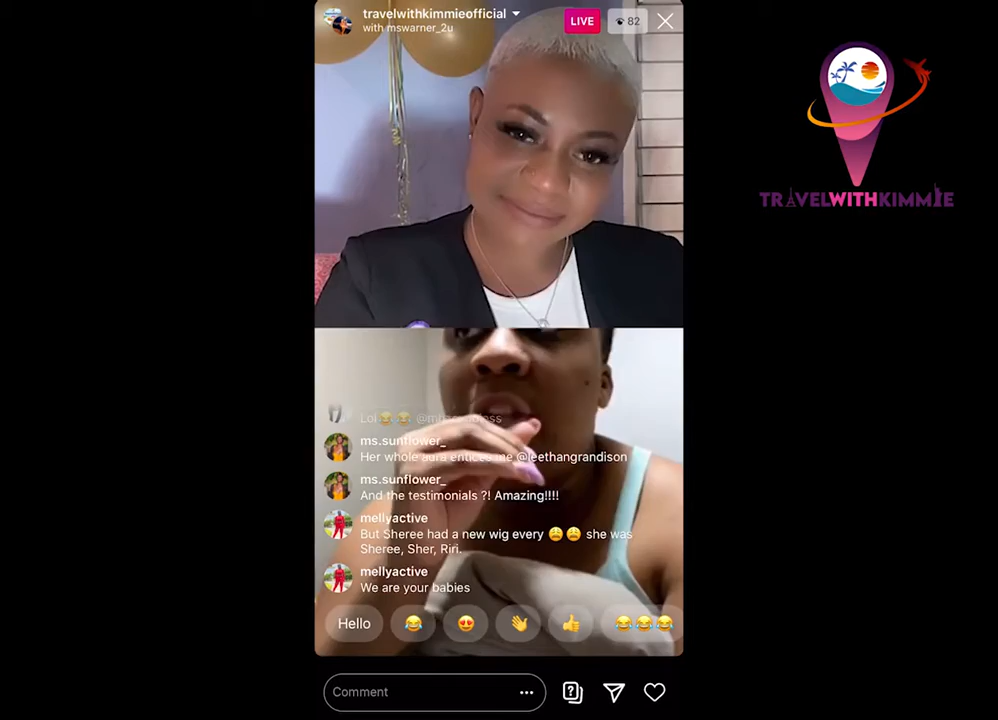 travelwithkimmieofficial
with mswarner_2u
LIVE
82
TRAVELWITHKIMMIE
Lol😂 😂
ms.sunflower_
Her whole aura entices me @leethangrandison
ms.sunflower_
And the testimonials ?! Amazing!!!!
mellyactive
But Sheree had a new wig every 😩😩 she was
Sheree, Sher, Riri.
mellyactive
We are your babies
Hello 😂 😍 👋 👍 😂😂😂
Comment